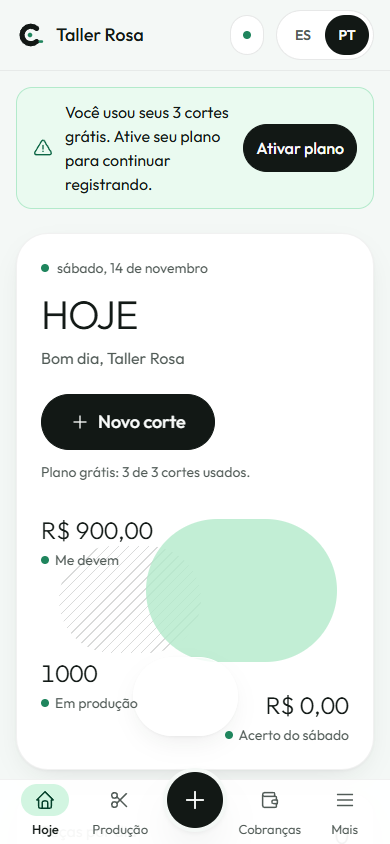 Taller Rosa
ES
PT
Você usou seus 3 cortes
grátis. Ative seu plano
para continuar
registrando.
Ativar plano
sábado, 14 de novembro
HOJE
Bom dia, Taller Rosa
Novo corte
Plano grátis: 3 de 3 cortes usados.
R$ 900,00
Me devem
1000
Em produção
R$ 0,00
Acerto do sábado
Hoje
Produção
Cobranças
Mais